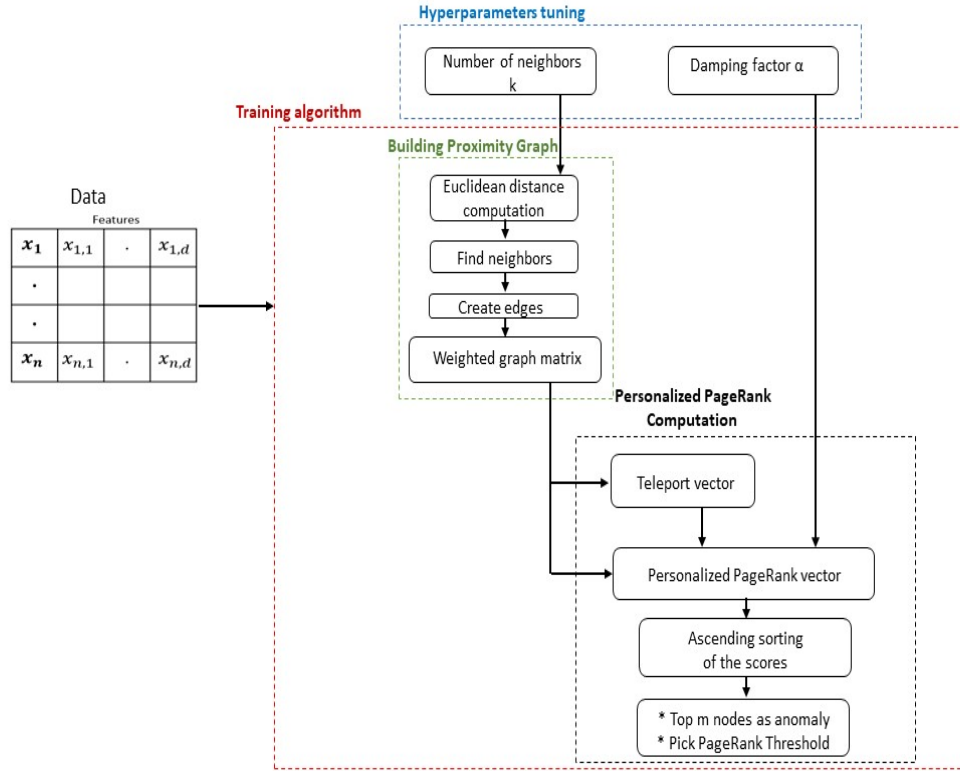 Hyperparameters tuning
Number of neighbors
k
Damping factor α
Training algorithm
Building Proximity Graph
Euclidean distance
computation
Find neighbors
Create edges
Weighted graph matrix
Data
Features
x₁ x₁,₁ . x₁,d
.
.
xₙ xₙ,₁ . xₙ,d
Personalized PageRank
Computation
Teleport vector
Personalized PageRank vector
Ascending sorting
of the scores
* Top m nodes as anomaly
* Pick PageRank Threshold